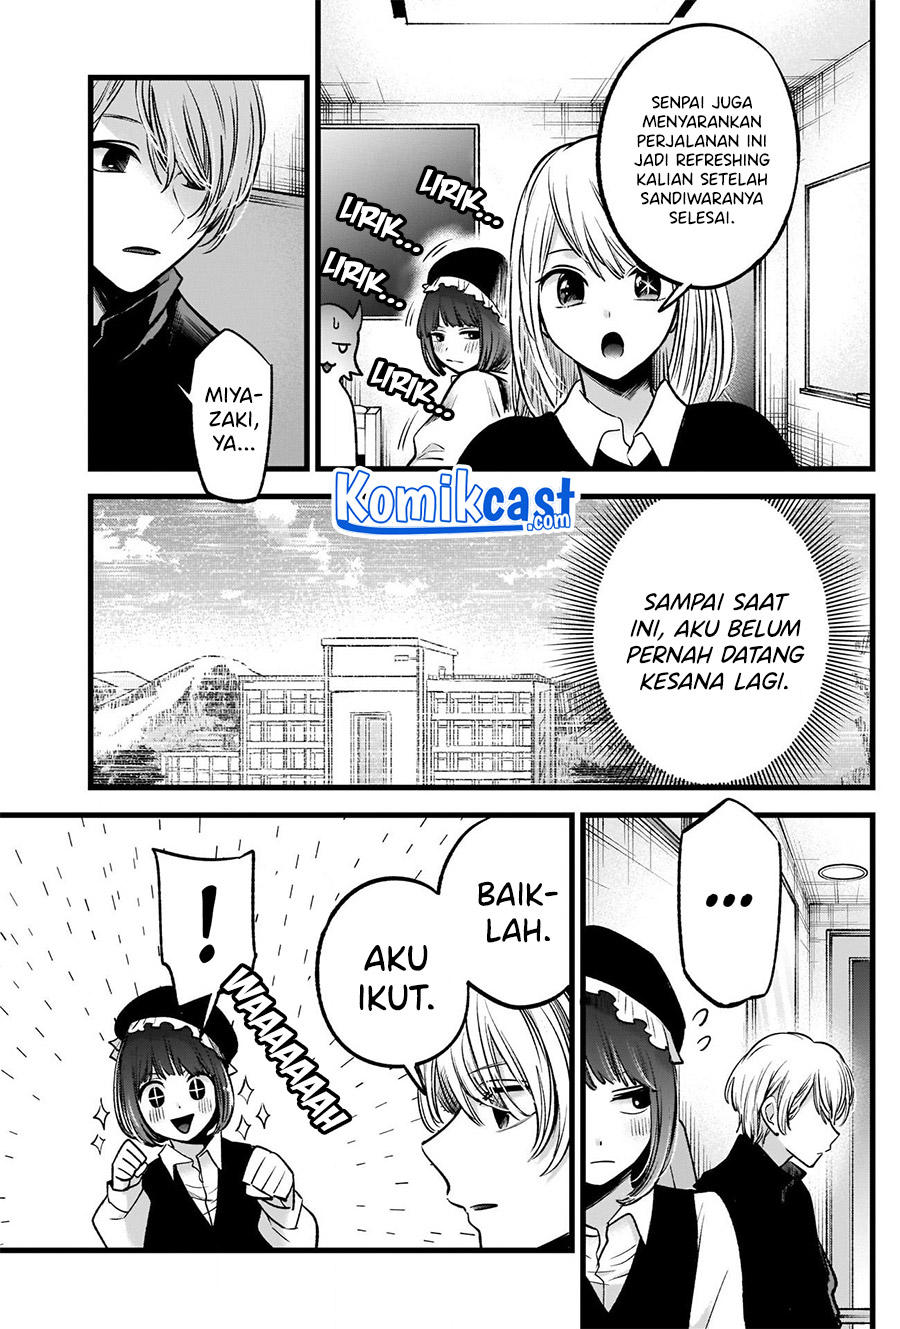 SENPAI JUGA
MENYARANKAN
PERJALANAN INI
JADI REFRESHING
KALIAN SETELAH
SANDIWARANYA
SELESAI.
LIRIK...
LIRIK...
LIRIK...
LIRIK...
MIYA-
ZAKI,
YA...
Komikcast
.com
SAMPAI SAAT
INI, AKU BELUM
PERNAH DATANG
KESANA LAGI.
...
BAIK-
LAH.
AKU
IKUT.
!
WAAAAAAAH